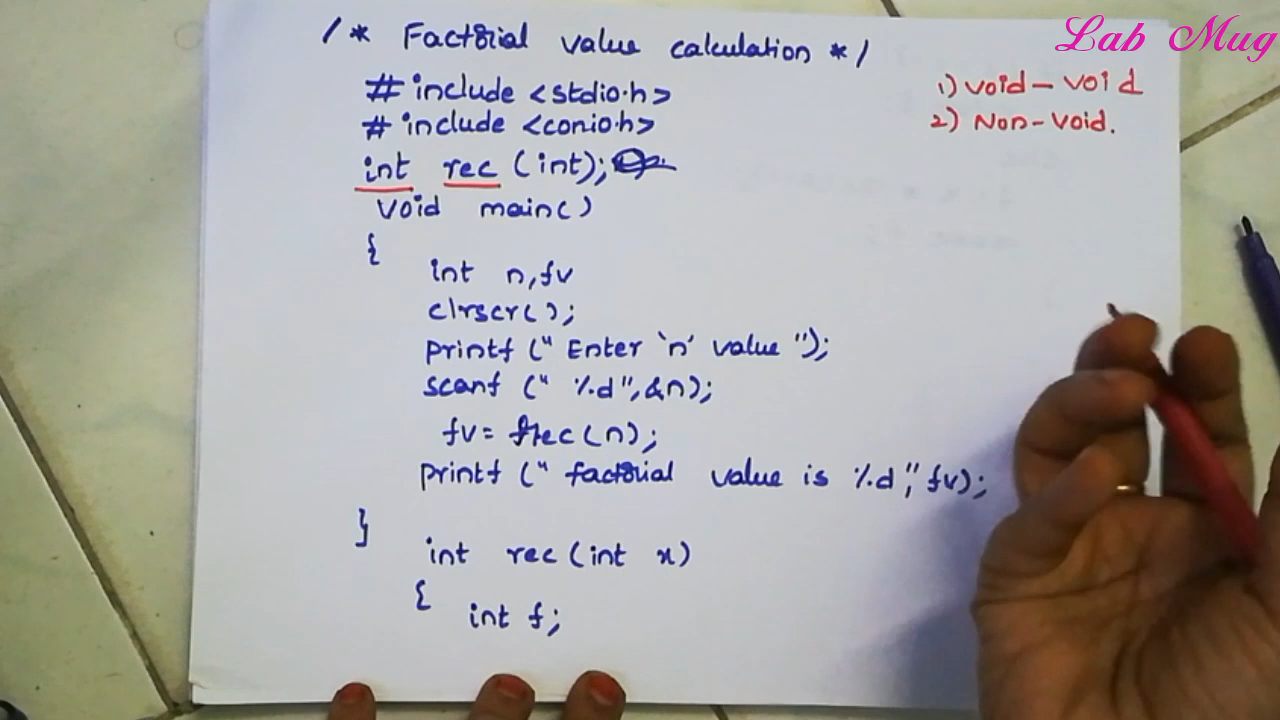 Lab Mug
/* Factorial value calculation */
# include <stdio.h>
# include <conio.h>
int rec (int);
void main()
{
int n,fv
clrscr();
printf (" Enter 'n' value ");
scanf (" %d",&n);
fv= rec(n);
printf (" factorial value is %d", fv);
}
int rec (int x)
{
int f;
1) void - void
2) Non-void.